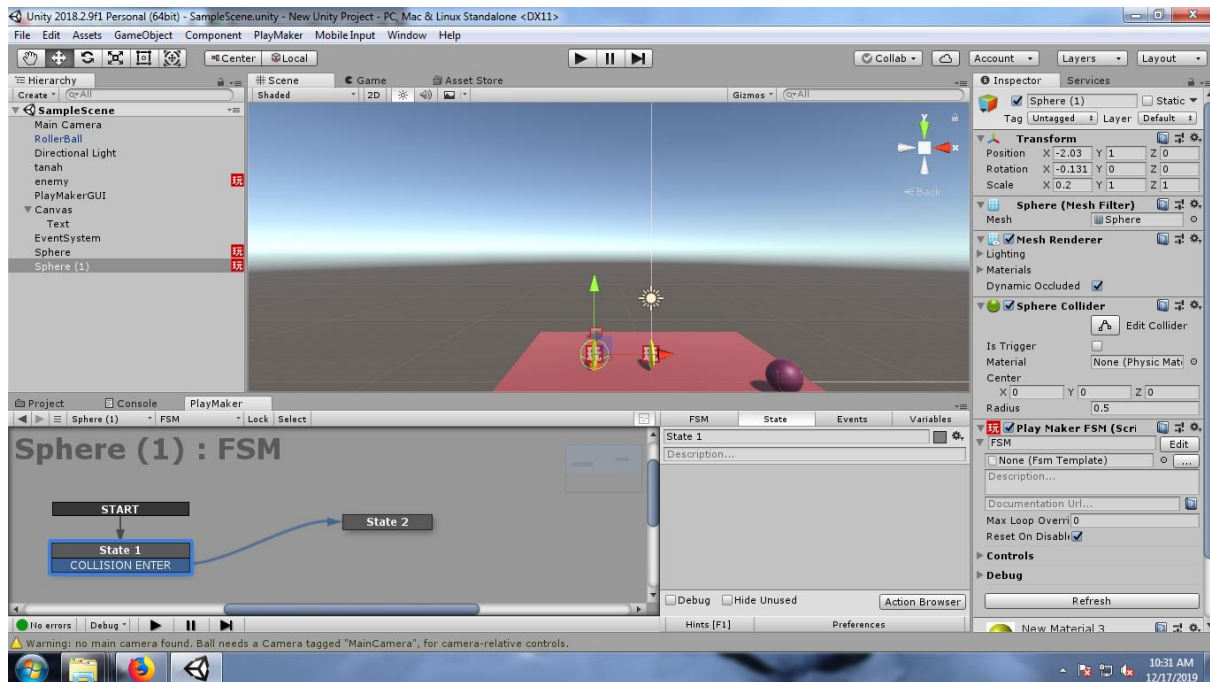 Unity 2018.2.9f1 Personal (64bit) - SampleScene.unity - New Unity Project - PC, Mac & Linux Standalone <DX11>
File Edit Assets GameObject Component PlayMaker Mobile Input Window Help
Center Local Collab Account Layers Layout
Hierarchy
Create All
SampleScene
Main Camera
RollerBall
Directional Light
tanah
enemy 玩
PlayMakerGUI
Canvas
Text
EventSystem
Sphere 玩
Sphere (1) 玩
Scene Game Asset Store
Shaded 2D Gizmos All
y
x
Back
Inspector Services
Sphere (1) Static
Tag Untagged Layer Default
Transform
Position X -2.03 Y 1 Z 0
Rotation X -0.131 Y 0 Z 0
Scale X 0.2 Y 1 Z 1
Sphere (Mesh Filter)
Mesh Sphere
Mesh Renderer
Lighting
Materials
Dynamic Occluded
Sphere Collider
Edit Collider
Is Trigger
Material None (Physic Mat
Center
X 0 Y 0 Z 0
Radius 0.5
玩 Play Maker FSM (Scri
FSM Edit
None (Fsm Template) ...
Description...
Documentation Url...
Max Loop Overri 0
Reset On Disabl
Controls
Debug
Refresh
New Material 3
Project Console PlayMaker
Sphere (1) FSM Lock Select
Sphere (1) : FSM
START
State 1
COLLISION ENTER
State 2
FSM State Events Variables
State 1
Description...
Debug Hide Unused Action Browser
No errors Debug Hints [F1] Preferences
Warning: no main camera found. Ball needs a Camera tagged "MainCamera", for camera-relative controls.
10:31 AM
12/17/2019